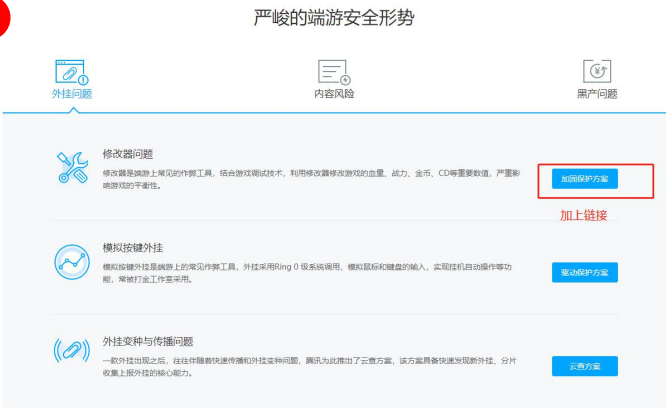 严峻的端游安全形势
外挂问题
内容风险
黑产问题
修改器问题
修改器是端游上常见的作弊工具，结合游戏调试技术，利用修改器修改游戏的血量、战力、金币、CD等重要数值，严重影
响游戏的平衡性。
加固保护方案
加上链接
模拟按键外挂
模拟按键外挂是端游上的常见作弊工具，外挂采用Ring 0 级系统调用，模拟鼠标和键盘的输入，实现挂机自动操作等功
能，常被打金工作室采用。
驱动保护方案
外挂变种与传播问题
一款外挂出现之后，往往伴随着快速传播和外挂变种问题，腾讯为此推出了云查方案，该方案具备快速发现新外挂、分片
收集上报外挂的核心能力。
云查方案